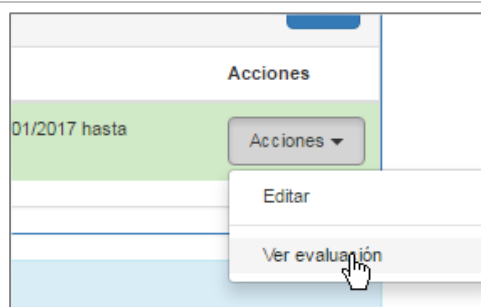 Acciones
01/2017 hasta
Acciones
Editar
Ver evaluación